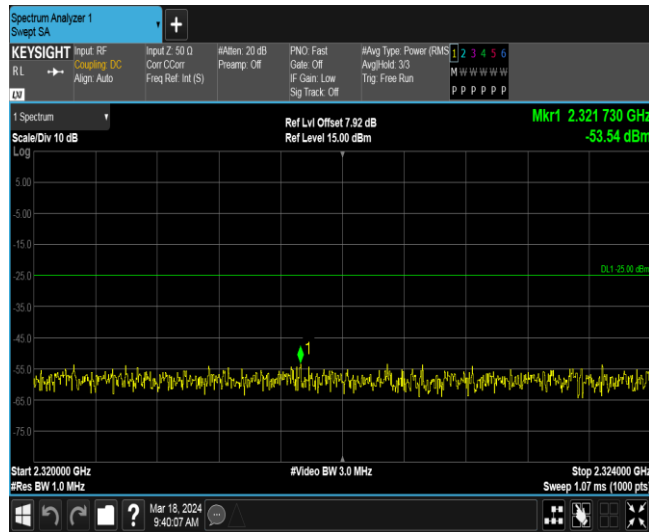 Spectrum Analyzer 1
Swept SA
KEYSIGHT
RL
LXI
Input: RF
Coupling: DC
Align: Auto
Input Z: 50 Ω
Corr CCorr
Freq Ref: Int (S)
#Atten: 20 dB
Preamp: Off
PNO: Fast
Gate: Off
IF Gain: Low
Sig Track: Off
#Avg Type: Power (RMS
Avg|Hold: 3/3
Trig: Free Run
1 2 3 4 5 6
M W W W W W
P P P P P P
1 Spectrum
Scale/Div 10 dB
Log
Ref Lvl Offset 7.92 dB
Ref Level 15.00 dBm
Mkr1 2.321 730 GHz
-53.54 dBm
5.00
-5.00
-15.0
-25.0
-35.0
-45.0
-55.0
-65.0
-75.0
DL1 -25.00 dBm
1
Start 2.320000 GHz
#Res BW 1.0 MHz
#Video BW 3.0 MHz
Stop 2.324000 GHz
Sweep 1.07 ms (1000 pts)
?
Mar 18, 2024
9:40:07 AM